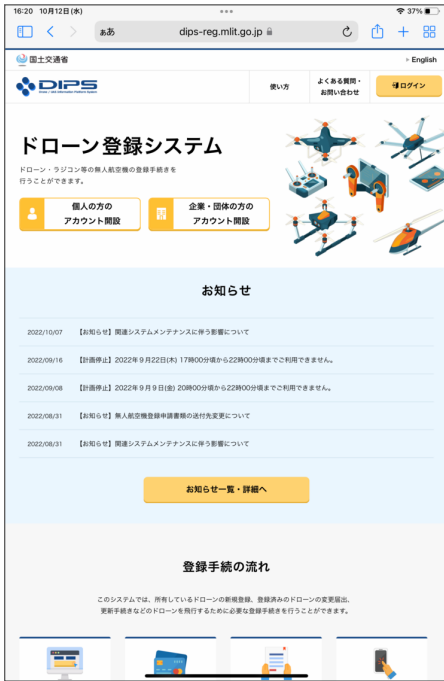 16:20 10月12日(水)
37%
ああ
dips-reg.mlit.go.jp
国土交通省
English
DIPS
使い方
よくある質問・
お問い合わせ
ログイン
ドローン登録システム
ドローン・ラジコン等の無人航空機の登録手続きを
行うことができます。
個人の方の
アカウント開設
企業・団体の方の
アカウント開設
お知らせ
2022/10/07 【お知らせ】関連システムメンテナンスに伴う影響について
2022/09/16 【計画停止】2022年9月22日(木) 17時00分頃から22時00分頃までご利用できません。
2022/09/08 【計画停止】2022年9月9日(金) 20時00分頃から22時00分頃までご利用できません。
2022/08/31 【お知らせ】無人航空機登録申請書類の送付先変更について
2022/08/31 【お知らせ】関連システムメンテナンスに伴う影響について
お知らせ一覧・詳細へ
登録手続の流れ
このシステムでは、所有しているドローンの新規登録、登録済みのドローンの変更届出、
更新手続きなどのドローンを飛行するために必要な登録手続きを行うことができます。